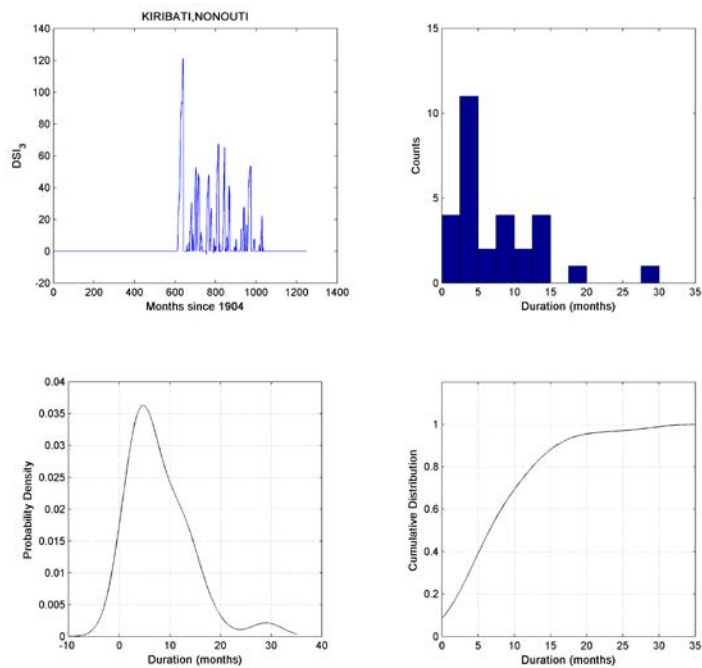 KIRIBATI,NONOUTI
140
120
100
80
60
40
20
0
-20
DSI3
0 200 400 600 800 1000 1200 1400
Months since 1904
15
10
5
0
Counts
0 5 10 15 20 25 30 35
Duration (months)
0.04
0.035
0.03
0.025
0.02
0.015
0.01
0.005
0
Probability Density
-10 0 10 20 30 40
Duration (months)
1
0.8
0.6
0.4
0.2
0
Cumulative Distribution
0 5 10 15 20 25 30 35
Duration (months)